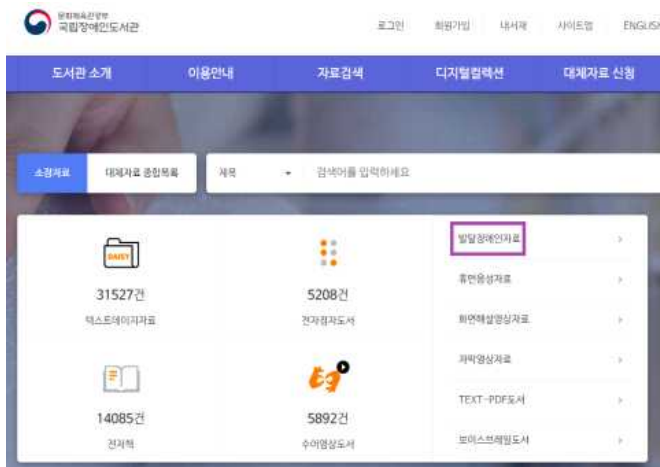 문화체육관광부
국립장애인도서관
로그인 회원가입 내서재 사이트맵 ENGLISH
도서관 소개 이용안내 자료검색 디지털컬렉션 대체자료 신청
소장자료 대체자료 종합목록 제목 검색어를 입력하세요
DAISY
31527건
텍스트데이지자료
5208건
전자점자도서
14085건
전자책
5892건
수어영상도서
발달장애인자료
휴먼음성자료
화면해설영상자료
자막영상자료
TEXT-PDF도서
보이스브레일도서